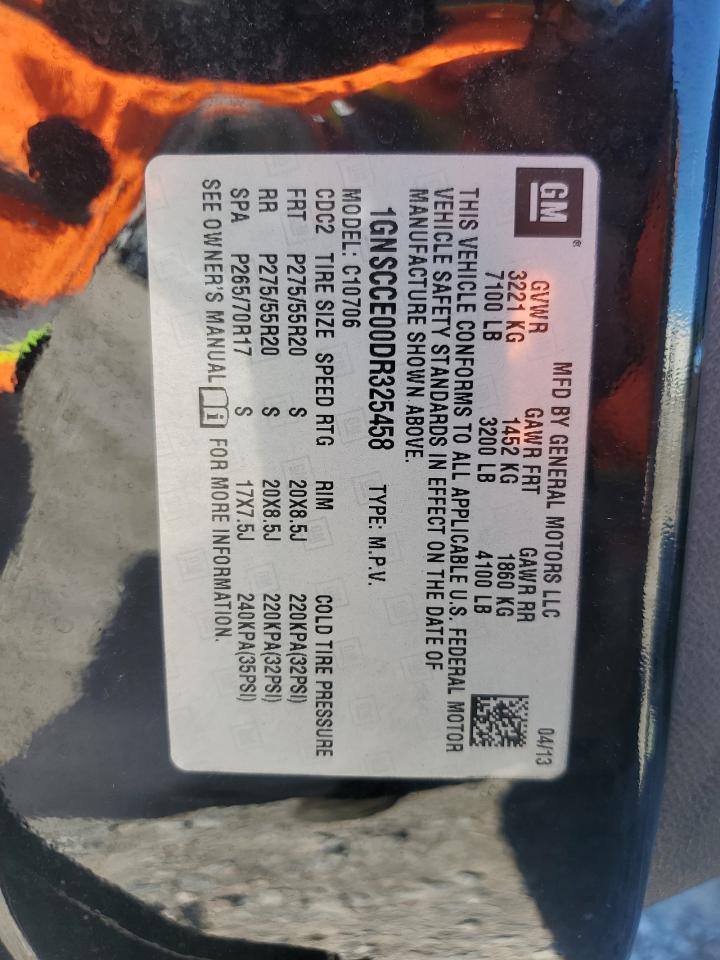 GM®
MFD BY GENERAL MOTORS LLC 04/13
GVWR GAWR FRT GAWR RR
3221 KG 1452 KG 1860 KG
7100 LB 3200 LB 4100 LB
THIS VEHICLE CONFORMS TO ALL APPLICABLE U.S. FEDERAL MOTOR
VEHICLE SAFETY STANDARDS IN EFFECT ON THE DATE OF
MANUFACTURE SHOWN ABOVE.
1GNSCCE00DR325458 TYPE: M.P.V.
MODEL: C10706
CDC2 TIRE SIZE SPEED RTG RIM COLD TIRE PRESSURE
FRT P275/55R20 S 20X8.5J 220KPA(32PSI)
RR P275/55R20 S 20X8.5J 220KPA(32PSI)
SPA P265/70R17 S 17X7.5J 240KPA(35PSI)
SEE OWNER'S MANUAL i FOR MORE INFORMATION.